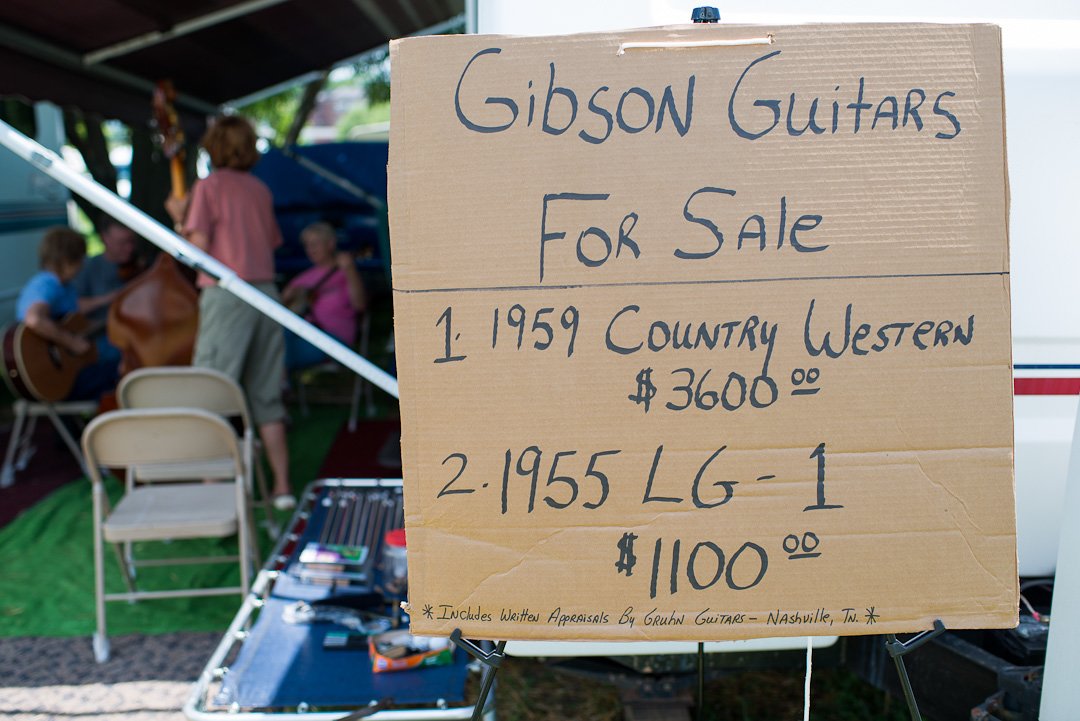 Gibson Guitars
For Sale
1. 1959 Country Western
$3600.00
2. 1955 LG-1
$1100.00
*Includes Written Appraisals By Gruhn Guitars - Nashville, Tn.*